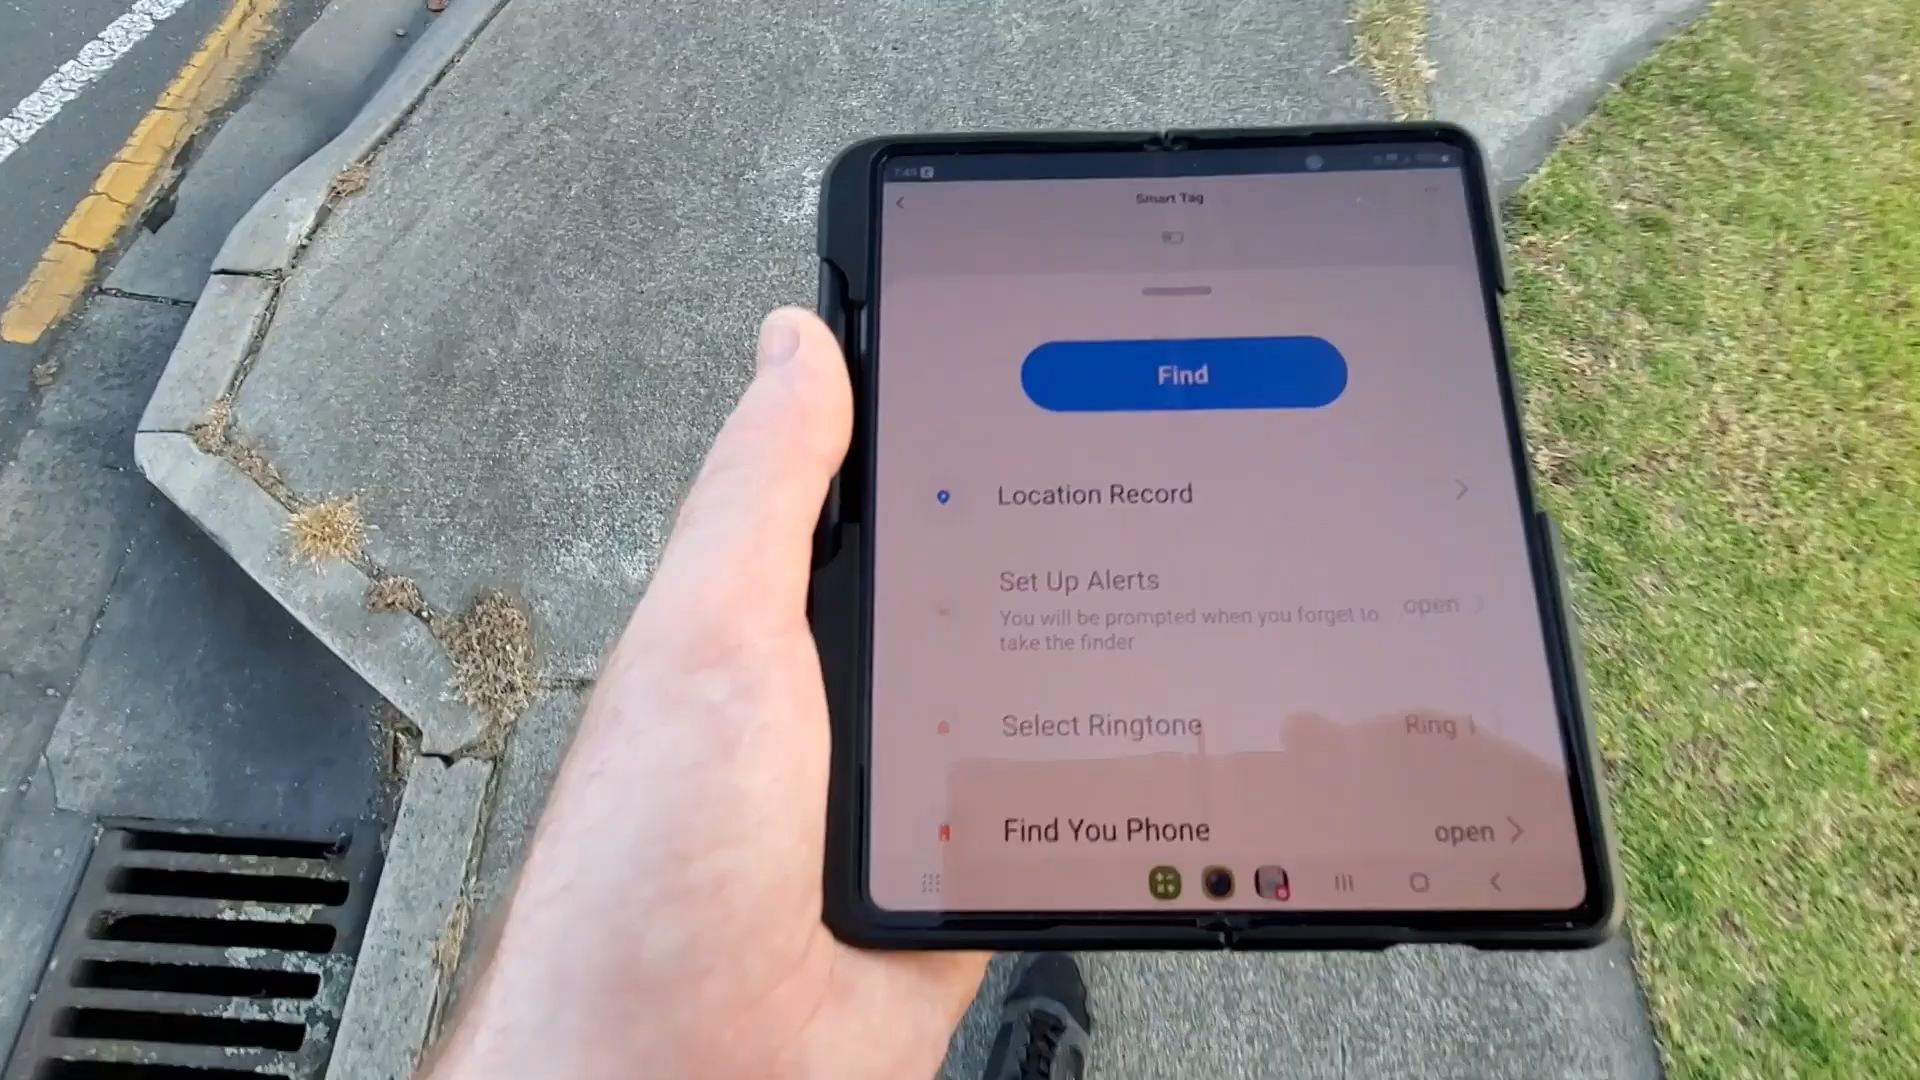 Smart Tag
Find
Location Record
Set Up Alerts
You will be prompted when you forget to
take the finder
open
Select Ringtone
Ring
Find You Phone
open